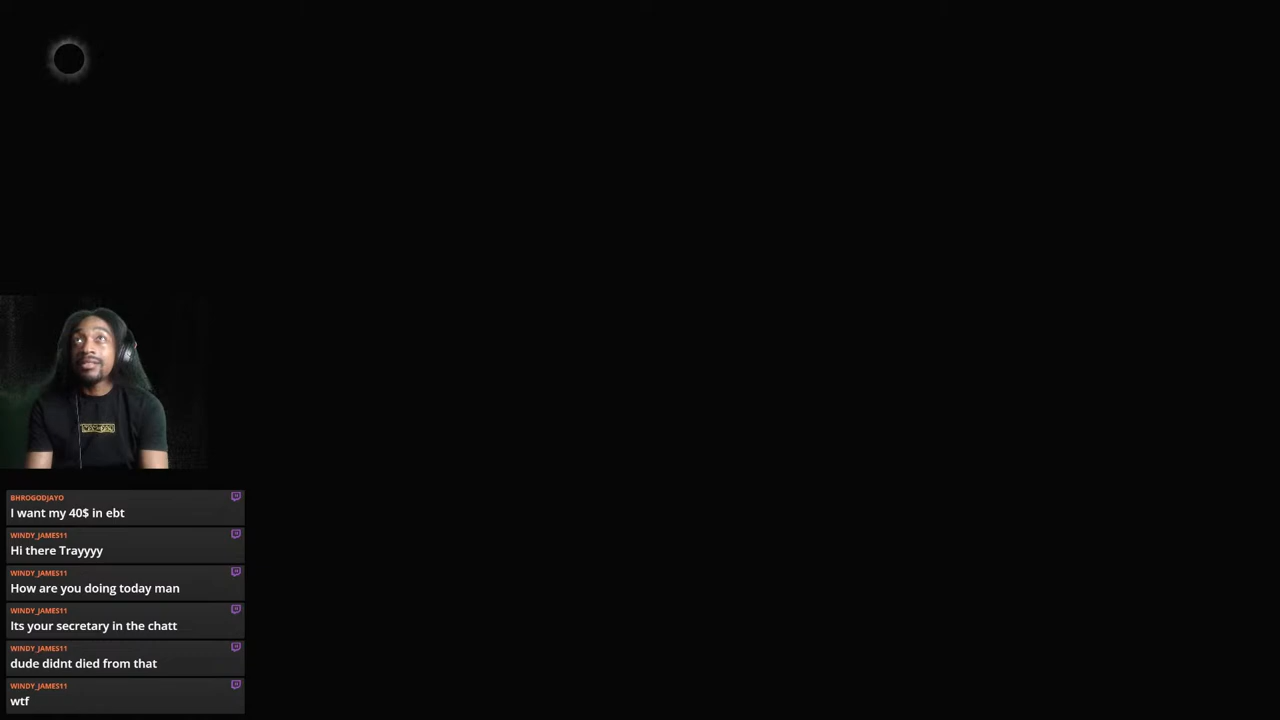 BHROGODJAYO
I want my 40$ in ebt
WINDY_JAMES11
Hi there Trayyyy
WINDY_JAMES11
How are you doing today man
WINDY_JAMES11
Its your secretary in the chatt
WINDY_JAMES11
dude didnt died from that
WINDY_JAMES11
wtf